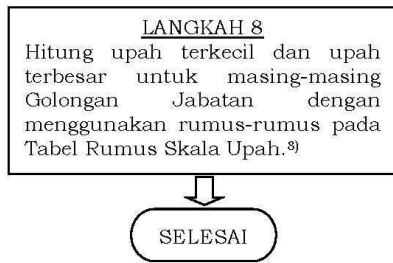 LANGKAH 8
Hitung upah terkecil dan upah
terbesar untuk masing-masing
Golongan Jabatan dengan
menggunakan rumus-rumus pada
Tabel Rumus Skala Upah.⁸⁾
SELESAI